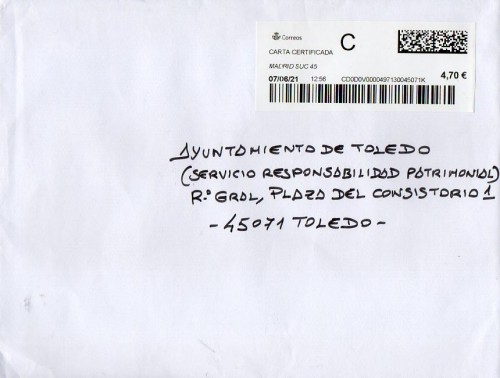 Correos
CARTA CERTIFICADA
C
MADRID SUC 45
07/06/21 12:56 CD0D0V0000497130045071K 4,70 €
AYUNTAMIENTO DE TOLEDO
(SERVICIO RESPONSABILIDAD PATRIMONIAL)
R.º GRAL, PLAZA DEL CONSISTORIO 1
- 45071 TOLEDO -